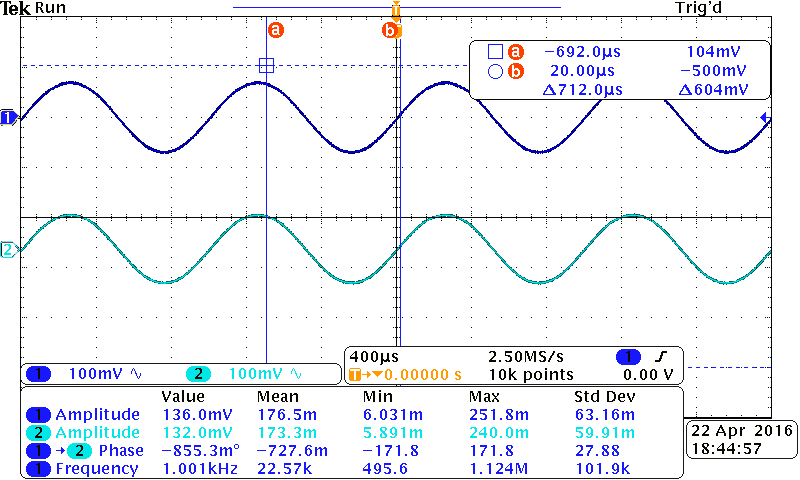 Tek Run Trig'd
T
a b
a −692.0µs 104mV
b 20.00µs −500mV
Δ712.0µs Δ604mV
1
2
1 100mV 2 100mV
400µs 2.50MS/s 1
T 0.00000 s 10k points 0.00 V
Value Mean Min Max Std Dev
1 Amplitude 136.0mV 176.5m 6.031m 251.8m 63.16m
2 Amplitude 132.0mV 173.3m 5.891m 240.0m 59.91m
1 → 2 Phase −855.3m° −727.6m −171.8 171.8 27.88
1 Frequency 1.001kHz 22.57k 495.6 1.124M 101.9k
22 Apr 2016
18:44:57